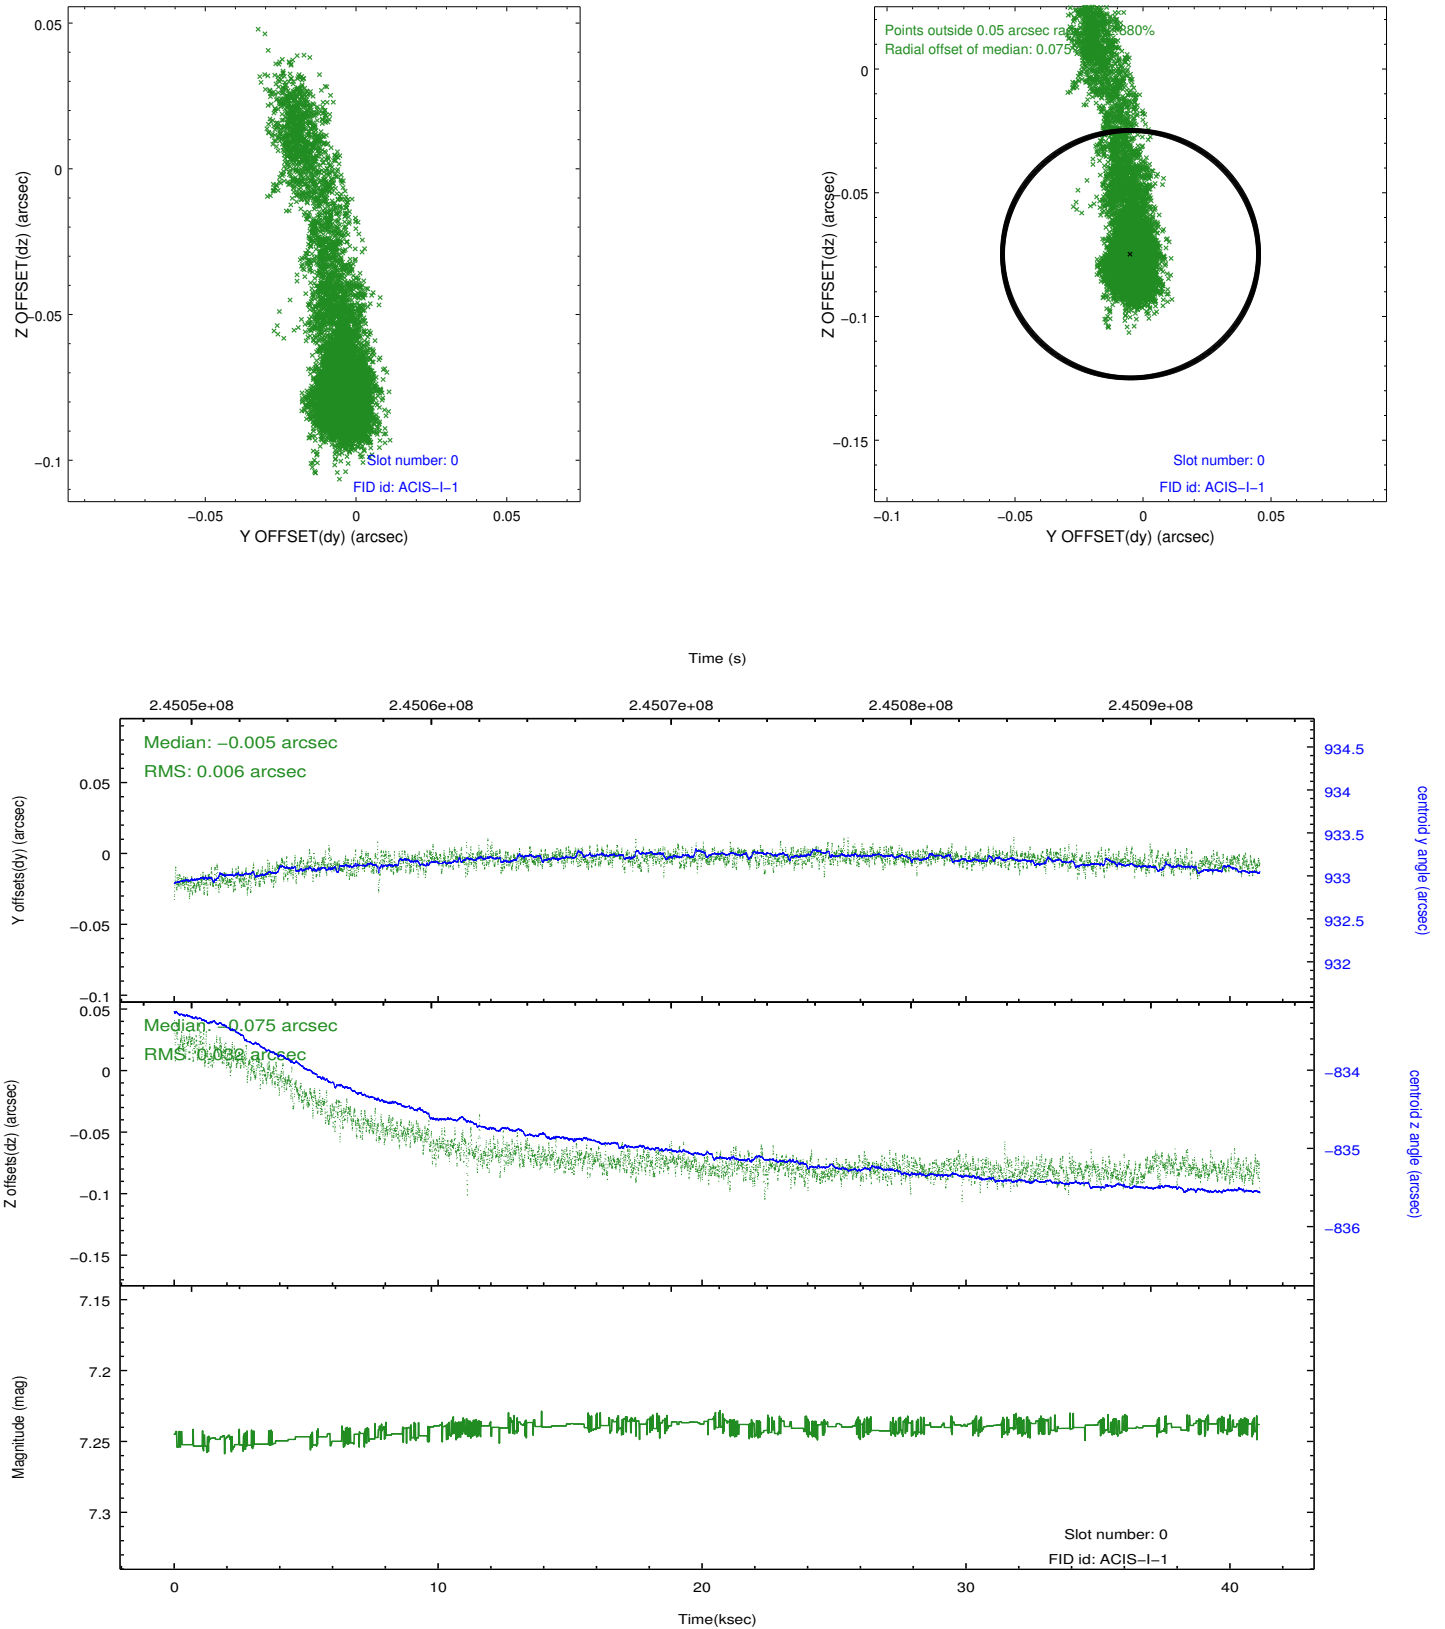 0.05
0
−0.05
−0.1
Z OFFSET(dz) (arcsec)
Slot number: 0
FID id: ACIS−I−1
−0.05 0 0.05
Y OFFSET(dy) (arcsec)
Points outside 0.05 arcsec 880%
Radial offset of median: 0.075
0
−0.05
−0.1
−0.15
Z OFFSET(dz) (arcsec)
Slot number: 0
FID id: ACIS−I−1
−0.1 −0.05 0 0.05
Y OFFSET(dy) (arcsec)
Time (s)
2.4505e+08 2.4506e+08 2.4507e+08 2.4508e+08 2.4509e+08
Median: −0.005 arcsec
RMS: 0.006 arcsec
0.05
0
−0.05
−0.1
Y offsets(dy) (arcsec)
934.5
934
933.5
933
932.5
932
centroid y angle (arcsec)
Median: −0.075 arcsec
RMS: 0.032 arcsec
0.05
0
−0.05
−0.1
−0.15
Z offsets(dz) (arcsec)
−834
−835
−836
centroid z angle (arcsec)
7.15
7.2
7.25
7.3
Magnitude (mag)
Slot number: 0
FID id: ACIS−I−1
0 10 20 30 40
Time(ksec)